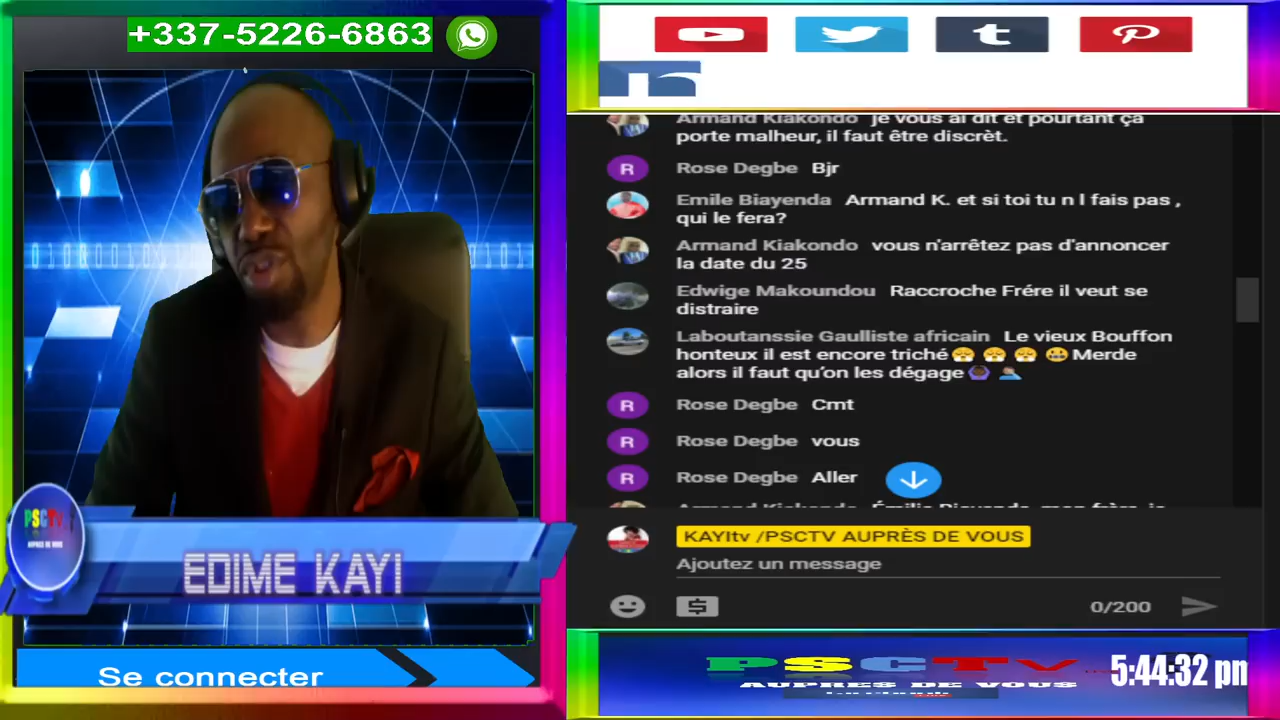 +337-5226-6863
PSCTV
AUPRES DE VOUS
EDIME KAYI
Se connecter
Armand Kiakondo je vous ai dit et pourtant ça
porte malheur, il faut être discrèt.
R Rose Degbe Bjr
Emile Biayenda Armand K. et si toi tu n l fais pas ,
qui le fera?
Armand Kiakondo vous n'arrêtez pas d'annoncer
la date du 25
Edwige Makoundou Raccroche Frére il veut se
distraire
Laboutanssie Gaulliste africain Le vieux Bouffon
honteux il est encore triché😤 😤 😤 😬 Merde
alors il faut qu'on les dégage🙆🏿 🤦🏻
R Rose Degbe Cmt
R Rose Degbe vous
R Rose Degbe Aller
KAYItv /PSCTV AUPRÈS DE VOUS
Ajoutez un message
0/200
PSCTV
AUPRES DE VOUS
5:44:32 pm